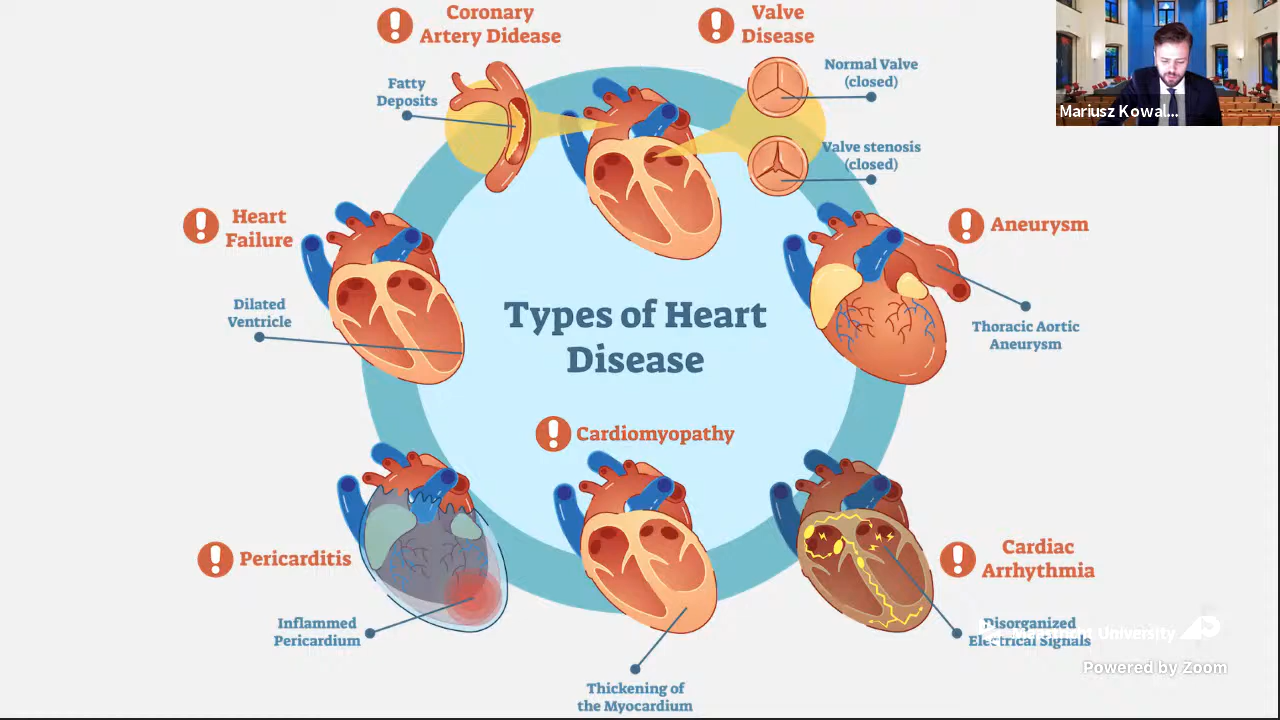 Coronary
Artery Didease
Valve
Disease
Fatty
Deposits
Normal Valve
(closed)
Valve stenosis
(closed)
Mariusz Kowal...
Heart
Failure
Aneurysm
Dilated
Ventricle
Thoracic Aortic
Aneurysm
Types of Heart
Disease
Cardiomyopathy
Pericarditis
Cardiac
Arrhythmia
Inflammed
Pericardium
Disorganized
Electrical Signals
Maastricht University
Powered by Zoom
Thickening of
the Myocardium